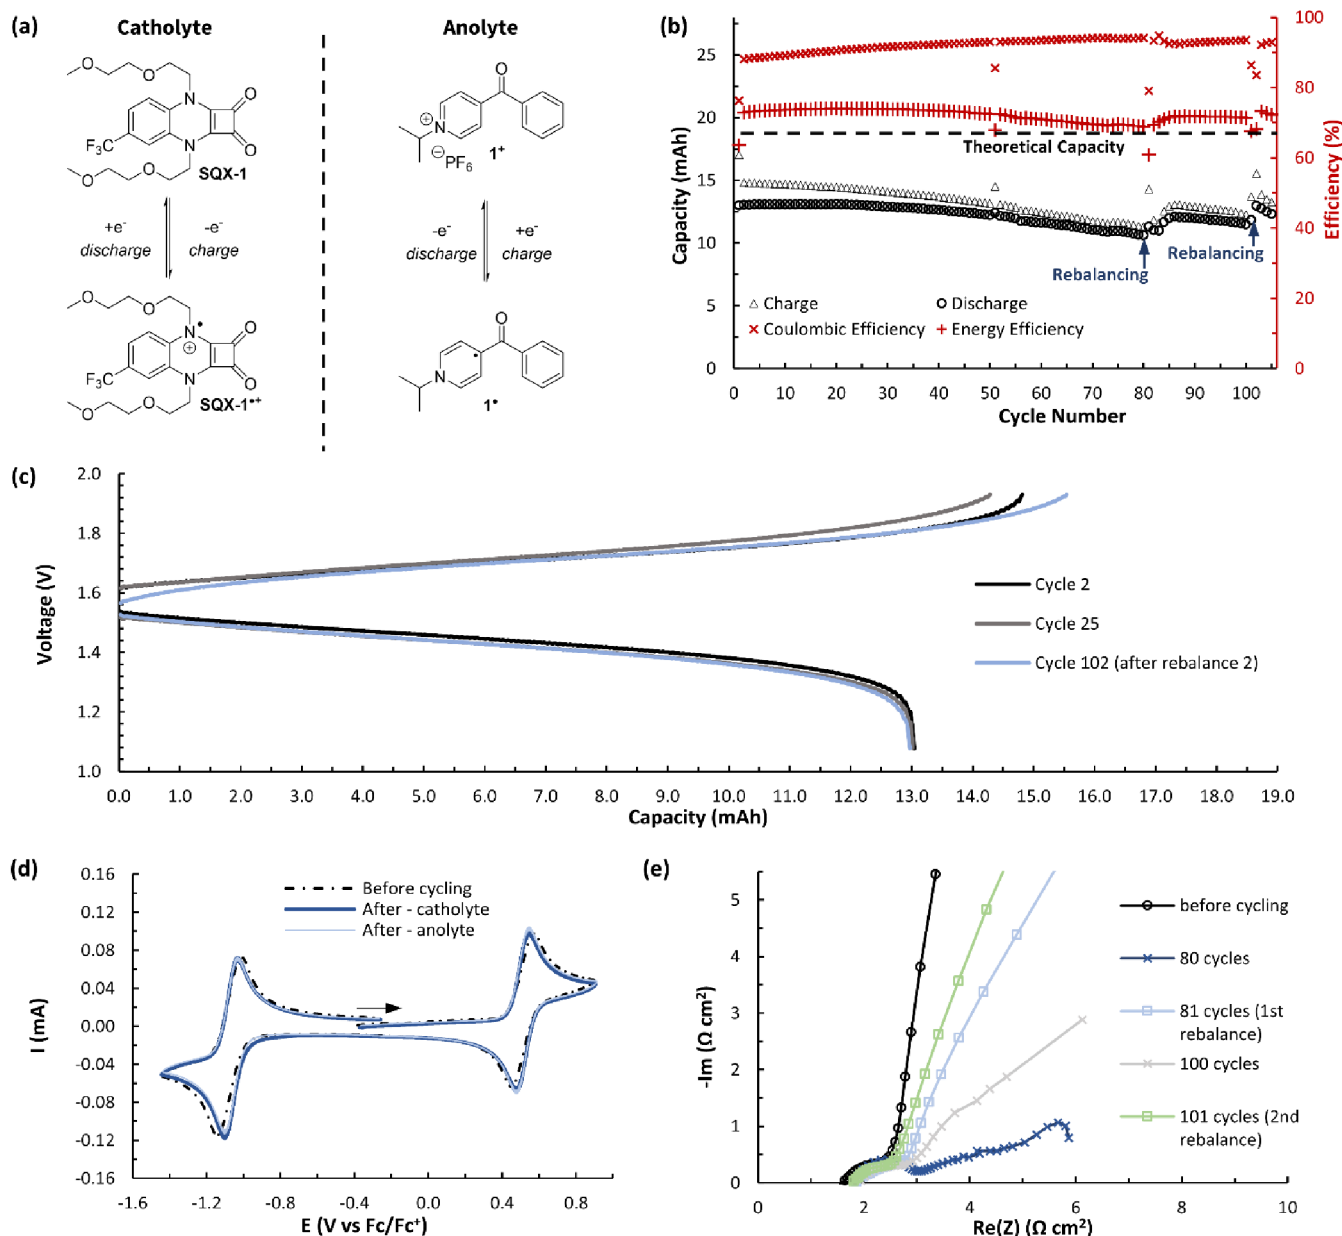 (a)
Catholyte
Anolyte
O
O
N
O
F₃C
N
O
O
O
SQX-1
O
N
⊕
⊖PF₆
1⁺
+e⁻
discharge
-e⁻
charge
-e⁻
discharge
+e⁻
charge
O
O
N
⊕
O
F₃C
N
O
O
O
SQX-1•⁺
O
N
1•
(b)
Capacity (mAh)
25
20
15
10
5
0
100
80
60
40
20
0
Efficiency (%)
Theoretical Capacity
Rebalancing
Rebalancing
Charge
Discharge
Coulombic Efficiency
Energy Efficiency
0 10 20 30 40 50 60 70 80 90 100
Cycle Number
(c)
Voltage (V)
2.0
1.8
1.6
1.4
1.2
1.0
Cycle 2
Cycle 25
Cycle 102 (after rebalance 2)
0.0 1.0 2.0 3.0 4.0 5.0 6.0 7.0 8.0 9.0 10.0 11.0 12.0 13.0 14.0 15.0 16.0 17.0 18.0 19.0
Capacity (mAh)
(d)
I (mA)
0.16
0.12
0.08
0.04
0.00
-0.04
-0.08
-0.12
-0.16
Before cycling
After - catholyte
After - anolyte
-1.6 -1.2 -0.8 -0.4 0.0 0.4 0.8
E (V vs Fc/Fc⁺)
(e)
-Im (Ω cm²)
5
4
3
2
1
0
before cycling
80 cycles
81 cycles (1st
rebalance)
100 cycles
101 cycles (2nd
rebalance)
0 2 4 6 8 10
Re(Z) (Ω cm²)